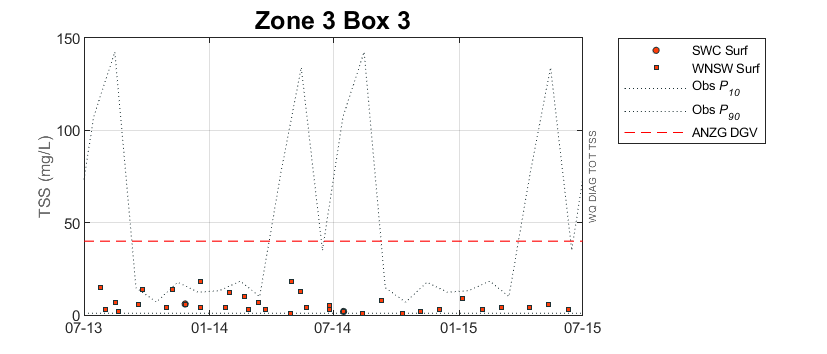 Zone 3 Box 3
150
100
50
0
TSS (mg/L)
07-13
01-14
07-14
01-15
07-15
WQ DIAG TOT TSS
SWC Surf
WNSW Surf
Obs P10
Obs P90
ANZG DGV